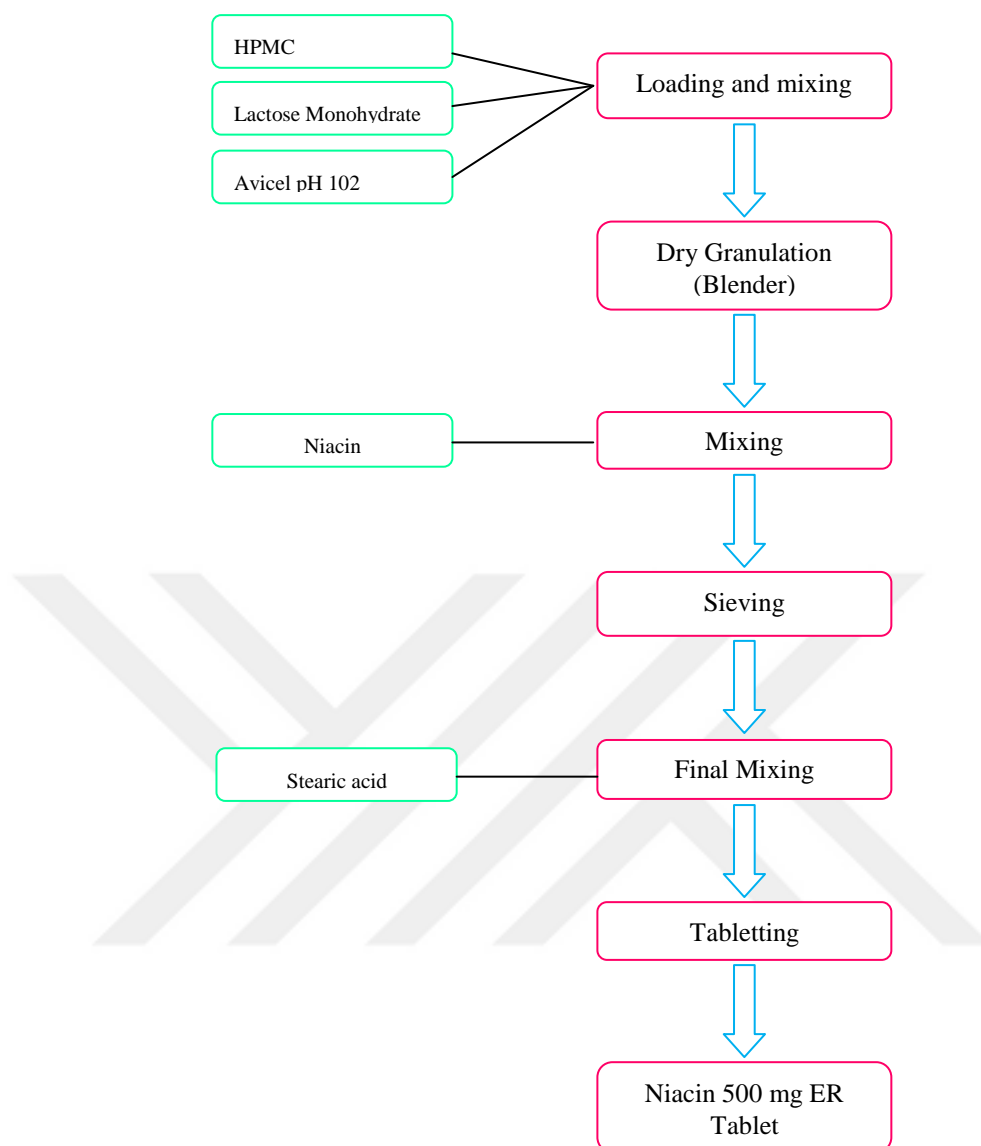 HPMC
Loading and mixing
Lactose Monohydrate
Avicel pH 102
Dry Granulation
(Blender)
Niacin
Mixing
Sieving
Stearic acid
Final Mixing
Tabletting
Niacin 500 mg ER
Tablet